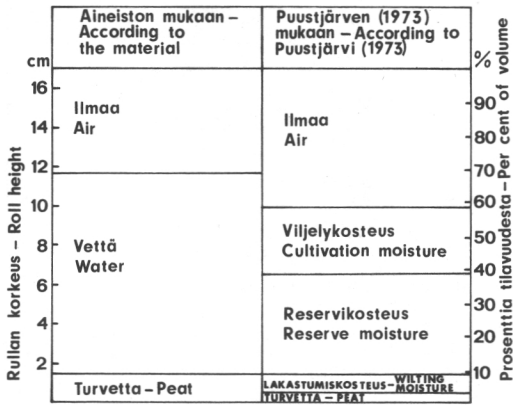 Aineiston mukaan –
According to
the material
Puustjärven (1973)
mukaan – According to
Puustjärvi (1973)
cm
%
16
14
12
10
8
6
4
2
Rullan korkeus – Roll height
Ilmaa
Air
Vettä
Water
Turvetta – Peat
Ilmaa
Air
Viljelykosteus
Cultivation moisture
Reservikosteus
Reserve moisture
LAKASTUMISKOSTEUS – WILTING
MOISTURE
TURVETTA – PEAT
90
80
70
60
50
40
30
20
10
Prosenttia tilavuudesta – Per cent of volume